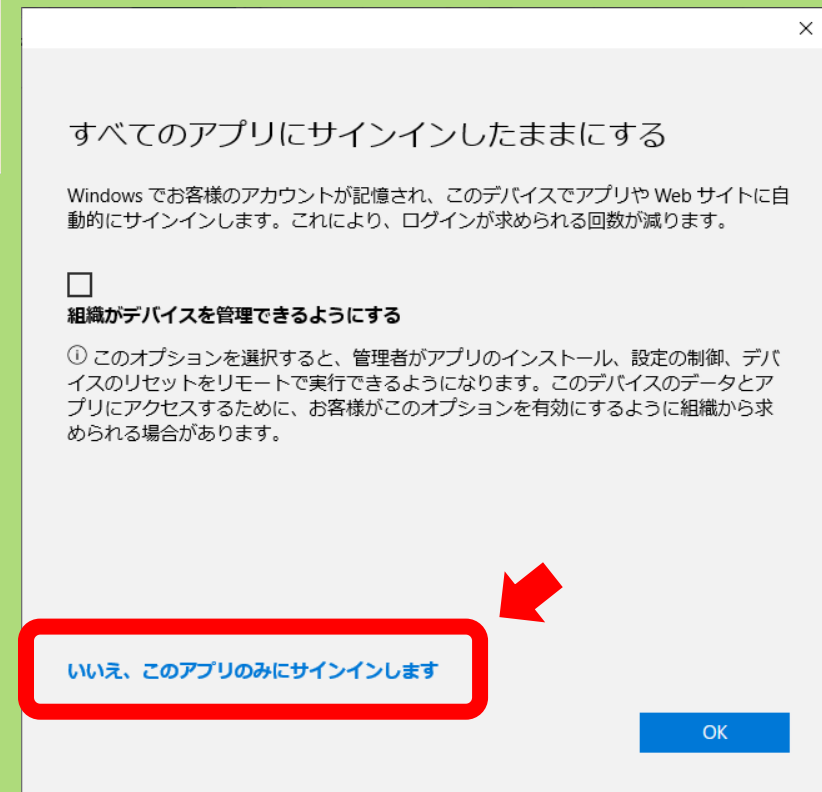 すべてのアプリにサインインしたままにする
Windows でお客様のアカウントが記憶され、このデバイスでアプリや Web サイトに自
動的にサインインします。これにより、ログインが求められる回数が減ります。
組織がデバイスを管理できるようにする
このオプションを選択すると、管理者がアプリのインストール、設定の制御、デバ
イスのリセットをリモートで実行できるようになります。このデバイスのデータとア
プリにアクセスするために、お客様がこのオプションを有効にするように組織から求
められる場合があります。
いいえ、このアプリのみにサインインします
OK